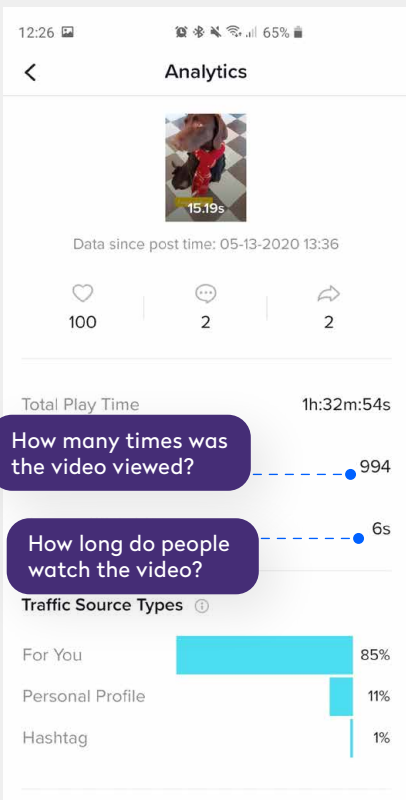 12:26 65%
Analytics
15.19s
Data since post time: 05-13-2020 13:36
100 2 2
Total Play Time 1h:32m:54s
How many times was
the video viewed?
994
6s
How long do people
watch the video?
Traffic Source Types
For You 85%
Personal Profile 11%
Hashtag 1%